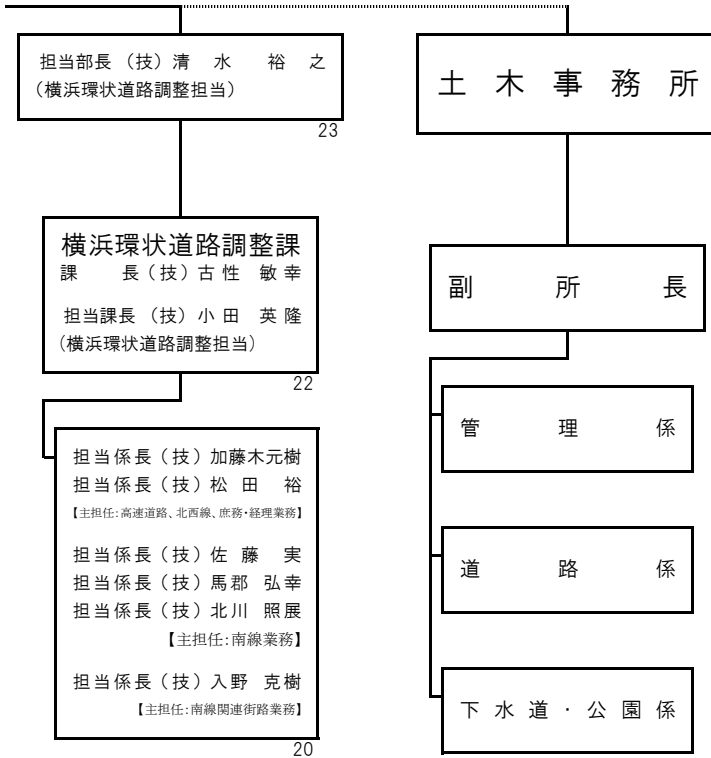 担当部長（技）清水 裕之
（横浜環状道路調整担当）
23
横浜環状道路調整課
課 長（技）古性 敏幸
担当課長（技）小田 英隆
（横浜環状道路調整担当）
22
担当係長（技）加藤木元樹
担当係長（技）松田 裕
【主担任:高速道路、北西線、庶務・経理業務】
担当係長（技）佐藤 実
担当係長（技）馬郡 弘幸
担当係長（技）北川 照展
【主担任:南線業務】
担当係長（技）入野 克樹
【主担任:南線関連街路業務】
20
土木事務所
副所長
管理係
道路係
下水道・公園係